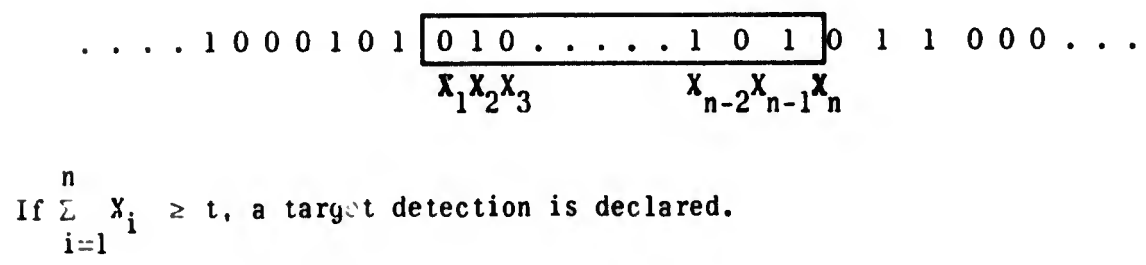 . . . . 1 0 0 0 1 0 1 0 1 0 . . . . . 1 0 1 0 1 1 0 0 0 . . .
X₁X₂X₃ Xₙ₋₂Xₙ₋₁Xₙ
n
If Σ Xᵢ ≥ t, a target detection is declared.
i=1